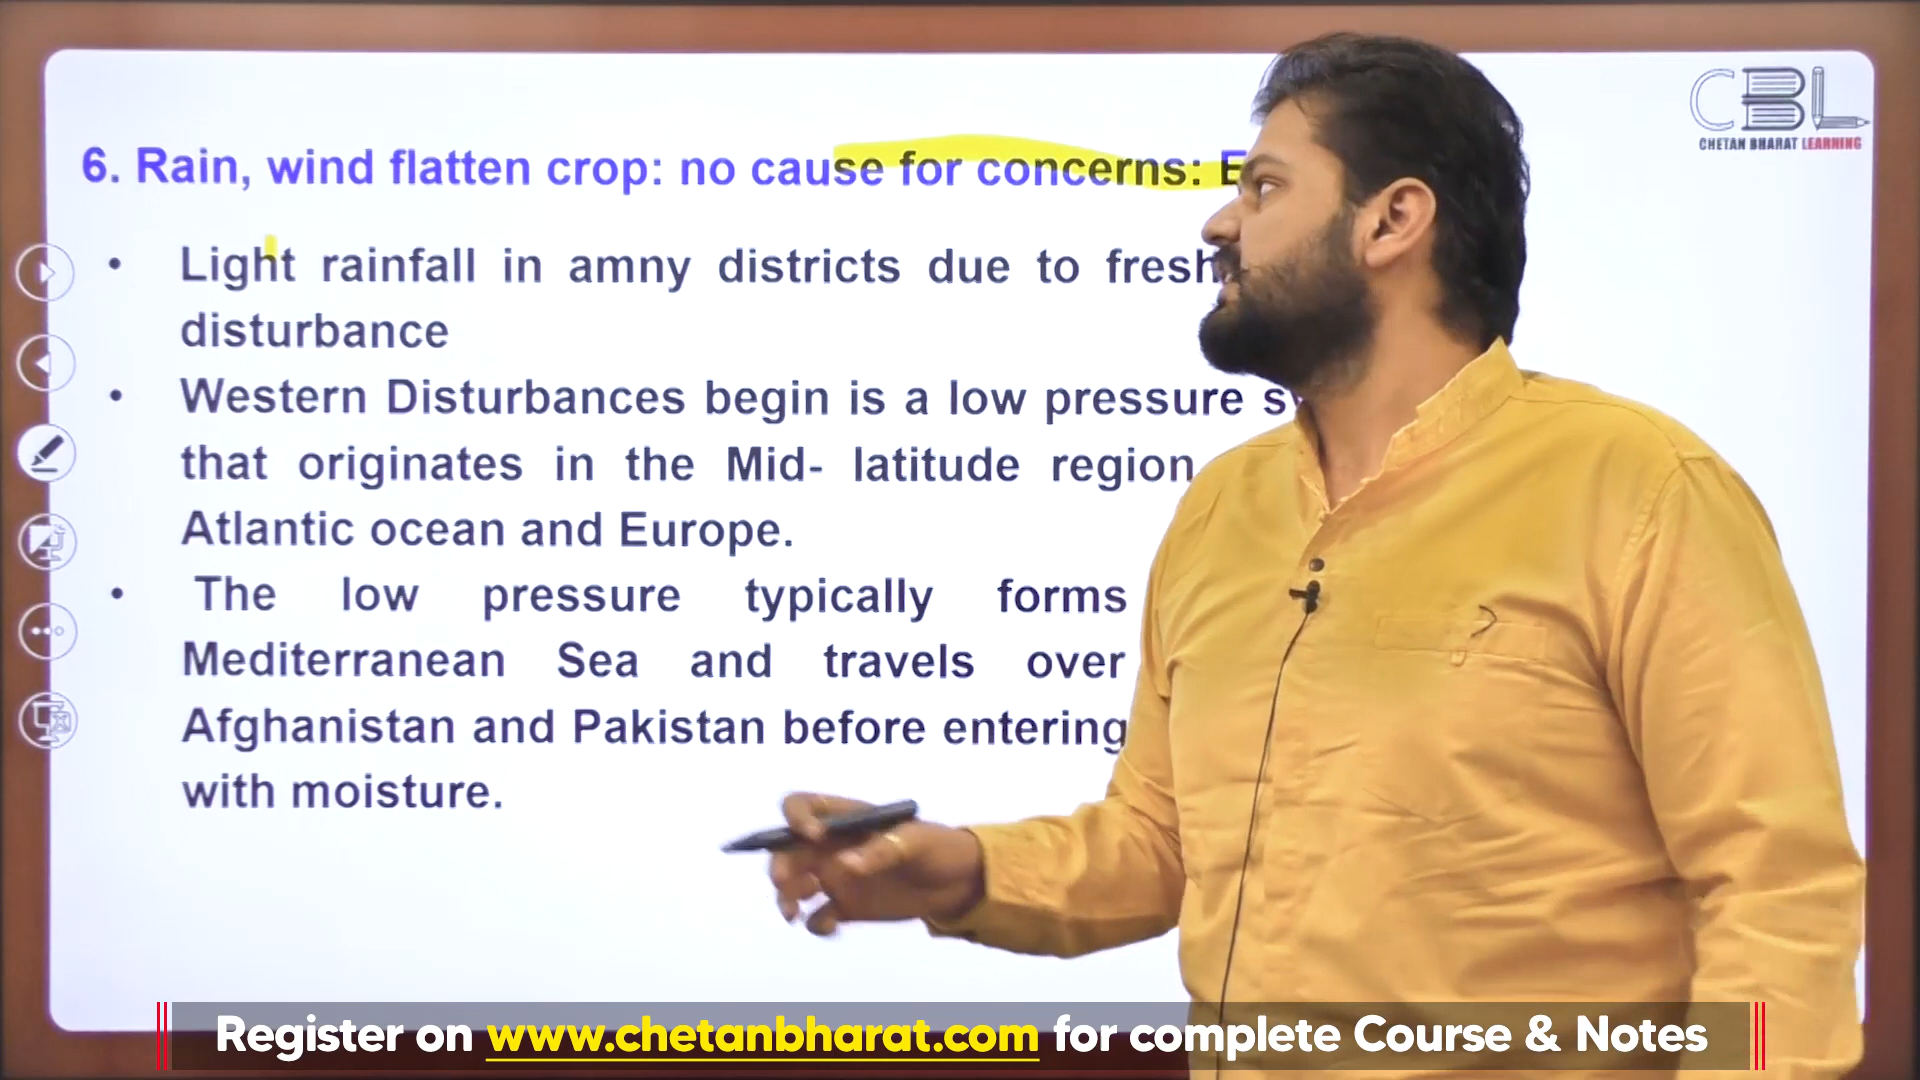 CBL
CHETAN BHARAT LEARNING
6. Rain, wind flatten crop: no cause for concerns:
Light rainfall in amny districts due to fresh
disturbance
Western Disturbances begin is a low pressure
that originates in the Mid- latitude region
Atlantic ocean and Europe.
The low pressure typically forms
Mediterranean Sea and travels over
Afghanistan and Pakistan before entering
with moisture.
Register on www.chetanbharat.com for complete Course & Notes